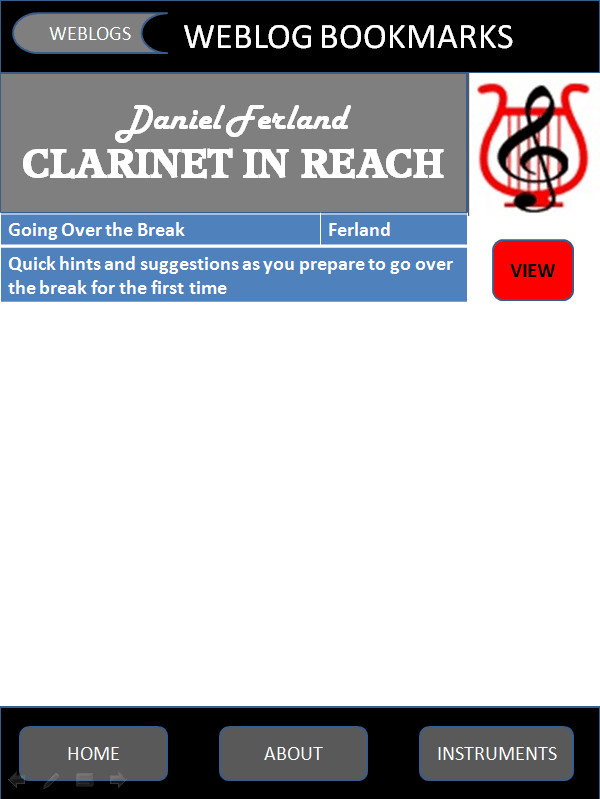 WEBLOGS
WEBLOG BOOKMARKS
Daniel Ferland
CLARINET IN REACH
Going Over the Break
Ferland
Quick hints and suggestions as you prepare to go over
the break for the first time
VIEW
HOME
ABOUT
INSTRUMENTS